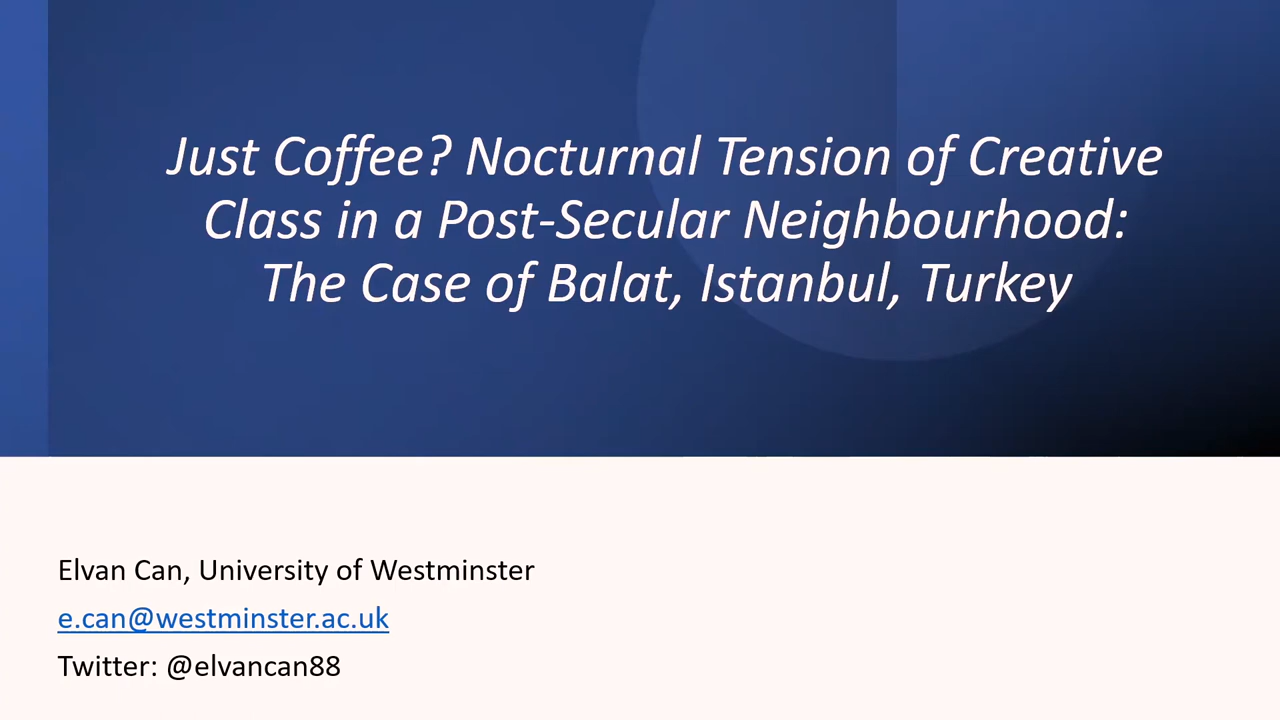 Just Coffee? Nocturnal Tension of Creative
Class in a Post-Secular Neighbourhood:
The Case of Balat, Istanbul, Turkey
Elvan Can, University of Westminster
e.can@westminster.ac.uk
Twitter: @elvancan88